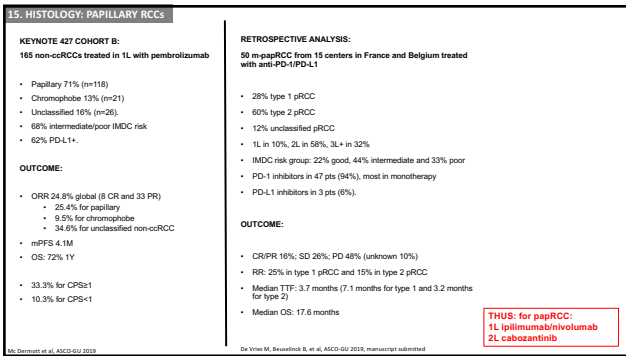 15. HISTOLOGY: PAPILLARY RCCs
KEYNOTE 427 COHORT B:
165 non-ccRCCs treated in 1L with pembrolizumab
• Papillary 71% (n=118)
• Chromophobe 13% (n=21)
• Unclassified 16% (n=26).
• 68% intermediate/poor IMDC risk
• 62% PD-L1+.
OUTCOME:
• ORR 24.8% global (8 CR and 33 PR)
• 25.4% for papillary
• 9.5% for chromophobe
• 34.6% for unclassified non-ccRCC
• mPFS 4.1M
• OS: 72% 1Y
• 33.3% for CPS≥1
• 10.3% for CPS<1
Mc Dermott et al, ASCO-GU 2019
RETROSPECTIVE ANALYSIS:
50 m-papRCC from 15 centers in France and Belgium treated
with anti-PD-1/PD-L1
• 28% type 1 pRCC
• 60% type 2 pRCC
• 12% unclassified pRCC
• 1L in 10%, 2L in 58%, 3L+ in 32%
• IMDC risk group: 22% good, 44% intermediate and 33% poor
• PD-1 inhibitors in 47 pts (94%), most in monotherapy
• PD-L1 inhibitors in 3 pts (6%).
OUTCOME:
• CR/PR 16%; SD 26%; PD 48% (unknown 10%)
• RR: 25% in type 1 pRCC and 15% in type 2 pRCC
• Median TTF: 3.7 months (7.1 months for type 1 and 3.2 months
for type 2)
• Median OS: 17.6 months
De Vries M, Beuselinck B, et al, ASCO-GU 2019, manuscript submitted
THUS: for papRCC:
1L ipilimumab/nivolumab
2L cabozantinib